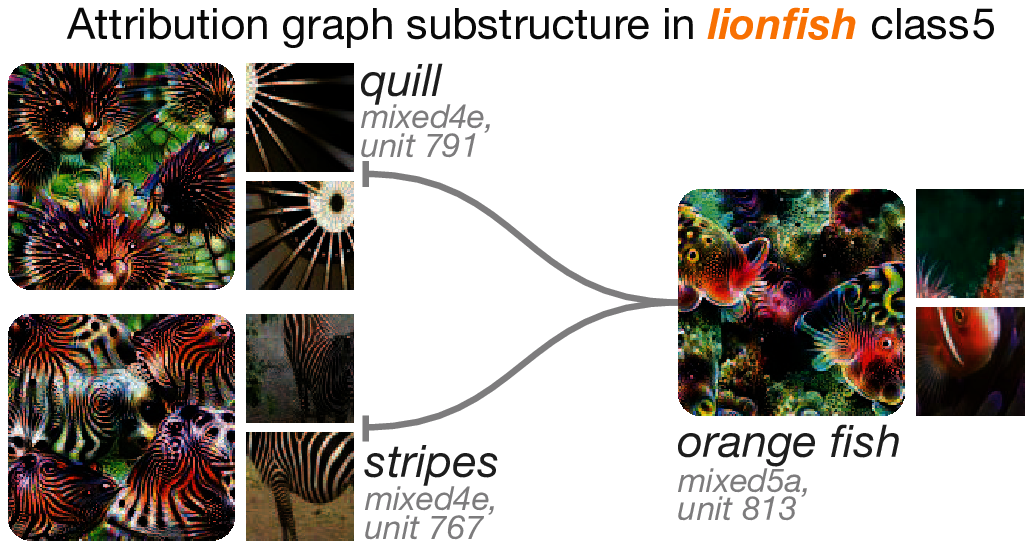 Attribution graph substructure in lionfish class5
quill
mixed4e,
unit 791
stripes
mixed4e,
unit 767
orange fish
mixed5a,
unit 813